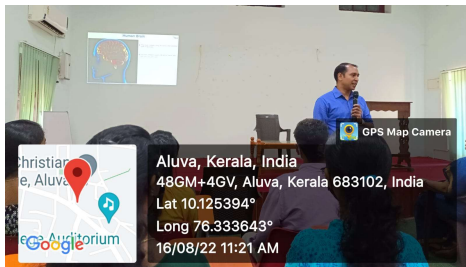 GPS Map Camera
Christian
e, Aluva
Auditorium
Google
Aluva, Kerala, India
48GM+4GV, Aluva, Kerala 683102, India
Lat 10.125394°
Long 76.333643°
16/08/22 11:21 AM